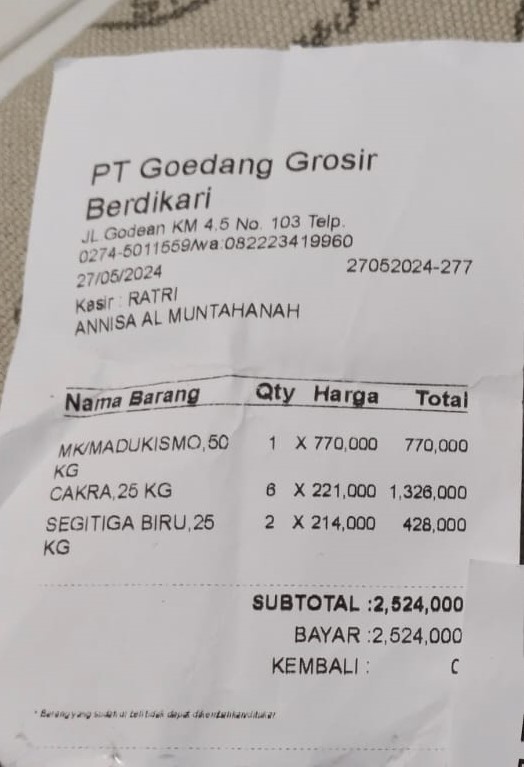 PT Goedang Grosir
Berdikari
JL Godean KM 4.5 No. 103 Telp.
0274-5011559/wa:082223419960
27/05/2024 27052024-277
Kasir : RATRI
ANNISA AL MUNTAHANAH
Nama Barang Qty Harga Total
MK/MADUKISMO,50 1 X 770,000 770,000
KG
CAKRA,25 KG 6 X 221,000 1,326,000
SEGITIGA BIRU,25 2 X 214,000 428,000
KG
SUBTOTAL :2,524,000
BAYAR :2,524,000
KEMBALI :
* Barang yang sudah di beli tidak dapat dikembalikan/ditukar